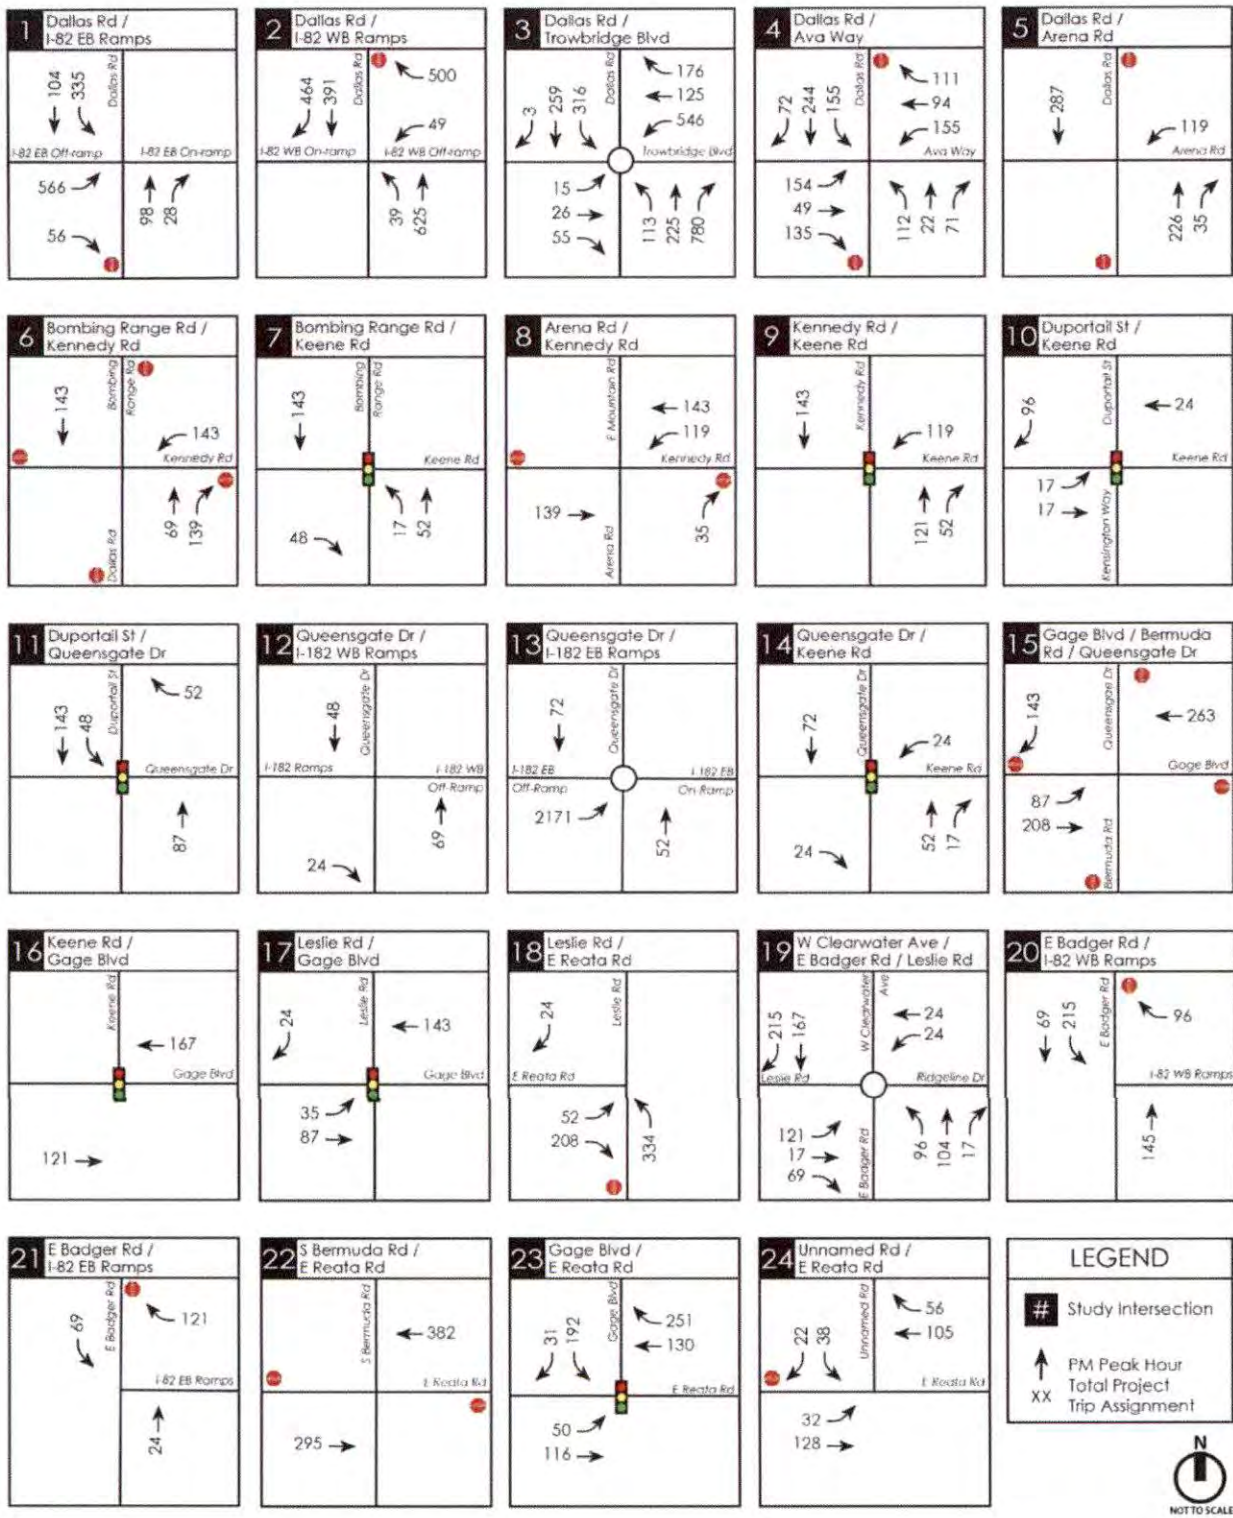 1 Dallas Rd /
I-82 EB Ramps
104
335
Dallas Rd
I-82 EB Off-ramp
I-82 EB On-ramp
566
56
98
28
2 Dallas Rd /
I-82 WB Ramps
464
391
Dallas Rd
500
49
I-82 WB On-ramp
I-82 WB Off-ramp
39
625
3 Dallas Rd /
Trowbridge Blvd
3
259
316
Dallas Rd
176
125
546
Trowbridge Blvd
15
26
55
113
225
780
4 Dallas Rd /
Ava Way
72
244
155
Dallas Rd
111
94
155
Ava Way
154
49
135
112
22
71
5 Dallas Rd /
Arena Rd
287
Dallas Rd
119
Arena Rd
226
35
6 Bombing Range Rd /
Kennedy Rd
143
Bombing
Range Rd
143
Kennedy Rd
69
139
Dallas Rd
7 Bombing Range Rd /
Keene Rd
143
Bombing
Range Rd
Keene Rd
48
17
52
8 Arena Rd /
Kennedy Rd
E Mountain Rd
143
119
Kennedy Rd
139
Arena Rd
35
9 Kennedy Rd /
Keene Rd
143
Kennedy Rd
119
Keene Rd
121
52
10 Duportail St /
Keene Rd
96
Duportail St
24
Keene Rd
17
17
Kensington Way
11 Duportail St /
Queensgate Dr
143
48
Duportail St
52
Queensgate Dr
87
12 Queensgate Dr /
I-182 WB Ramps
48
Queensgate Dr
I-182 Ramps
I-182 WB
Off-Ramp
24
69
13 Queensgate Dr /
I-182 EB Ramps
72
Queensgate Dr
I-182 EB
Off-Ramp
I-182 EB
On-Ramp
2171
52
14 Queensgate Dr /
Keene Rd
72
Queensgate Dr
24
Keene Rd
24
52
17
15 Gage Blvd / Bermuda
Rd / Queensgate Dr
143
Queensgae Dr
263
Gage Blvd
87
208
Bermuda Rd
16 Keene Rd /
Gage Blvd
Keene Rd
167
Gage Blvd
121
17 Leslie Rd /
Gage Blvd
24
Leslie Rd
143
Gage Blvd
35
87
18 Leslie Rd /
E Reata Rd
24
Leslie Rd
E Reata Rd
52
208
334
19 W Clearwater Ave /
E Badger Rd / Leslie Rd
215
167
W Clearwater
Ave
24
24
Leslie Rd
Ridgeline Dr
121
17
69
E Badger Rd
96
104
17
20 E Badger Rd /
I-82 WB Ramps
69
215
E Badger Rd
96
I-82 WB Ramps
145
21 E Badger Rd /
I-82 EB Ramps
69
E Badger Rd
121
I-82 EB Ramps
24
22 S Bermuda Rd /
E Reata Rd
S Bermuda Rd
382
E Reata Rd
295
23 Gage Blvd /
E Reata Rd
31
192
Gage Blvd
251
130
E Reata Rd
50
116
24 Unnamed Rd /
E Reata Rd
22
38
Unnamed Rd
56
105
E Reata Rd
32
128
LEGEND
# Study Intersection
XX PM Peak Hour
Total Project
Trip Assignment
N
NOT TO SCALE